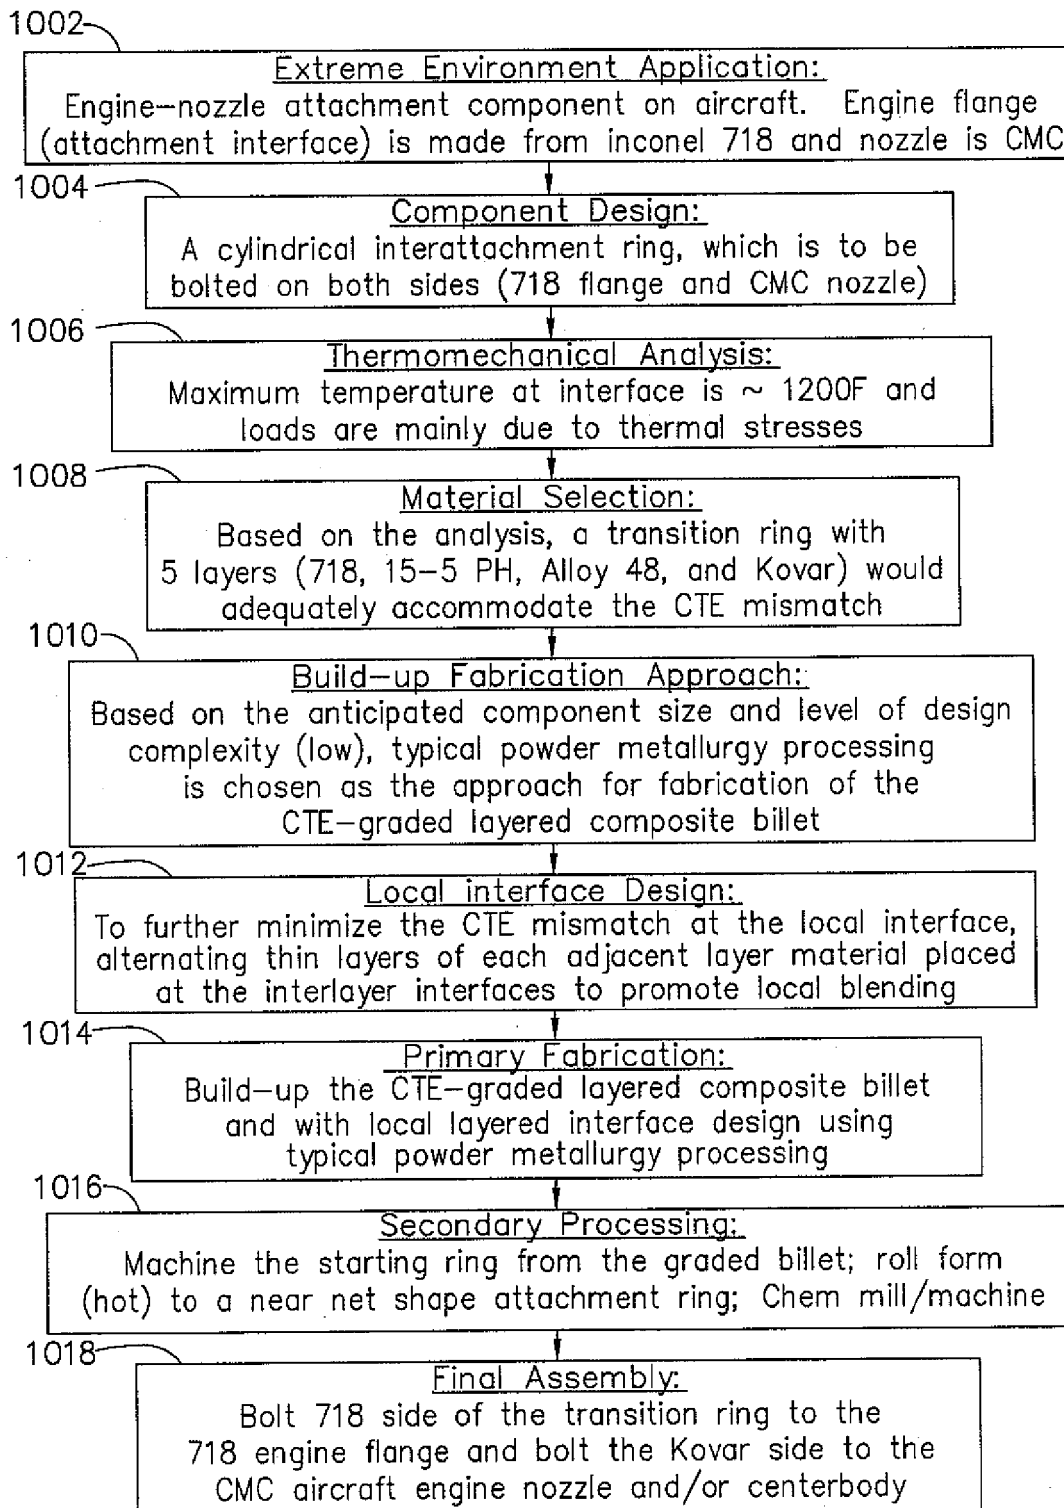 1002
Extreme Environment Application:
Engine-nozzle attachment component on aircraft. Engine flange
(attachment interface) is made from inconel 718 and nozzle is CMC
1004
Component Design:
A cylindrical interattachment ring, which is to be
bolted on both sides (718 flange and CMC nozzle)
1006
Thermomechanical Analysis:
Maximum temperature at interface is ~ 1200F and
loads are mainly due to thermal stresses
1008
Material Selection:
Based on the analysis, a transition ring with
5 layers (718, 15-5 PH, Alloy 48, and Kovar) would
adequately accommodate the CTE mismatch
1010
Build-up Fabrication Approach:
Based on the anticipated component size and level of design
complexity (low), typical powder metallurgy processing
is chosen as the approach for fabrication of the
CTE-graded layered composite billet
1012
Local interface Design:
To further minimize the CTE mismatch at the local interface,
alternating thin layers of each adjacent layer material placed
at the interlayer interfaces to promote local blending
1014
Primary Fabrication:
Build-up the CTE-graded layered composite billet
and with local layered interface design using
typical powder metallurgy processing
1016
Secondary Processing:
Machine the starting ring from the graded billet; roll form
(hot) to a near net shape attachment ring; Chem mill/machine
1018
Final Assembly:
Bolt 718 side of the transition ring to the
718 engine flange and bolt the Kovar side to the
CMC aircraft engine nozzle and/or centerbody